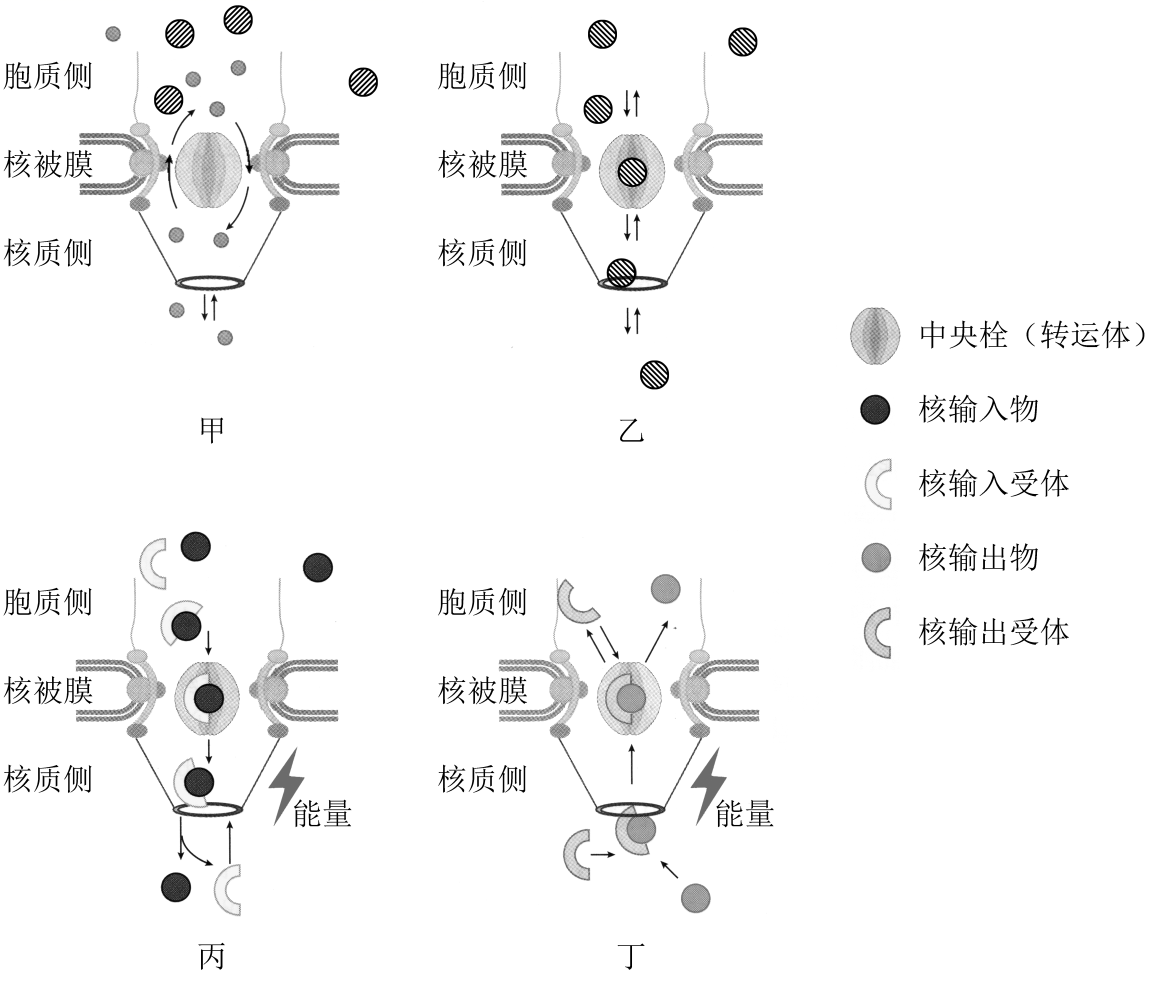 胞质侧
核被膜
核质侧
甲
胞质侧
核被膜
核质侧
乙
中央栓（转运体）
核输入物
核输入受体
核输出物
核输出受体
胞质侧
核被膜
核质侧
能量
丙
胞质侧
核被膜
核质侧
能量
丁